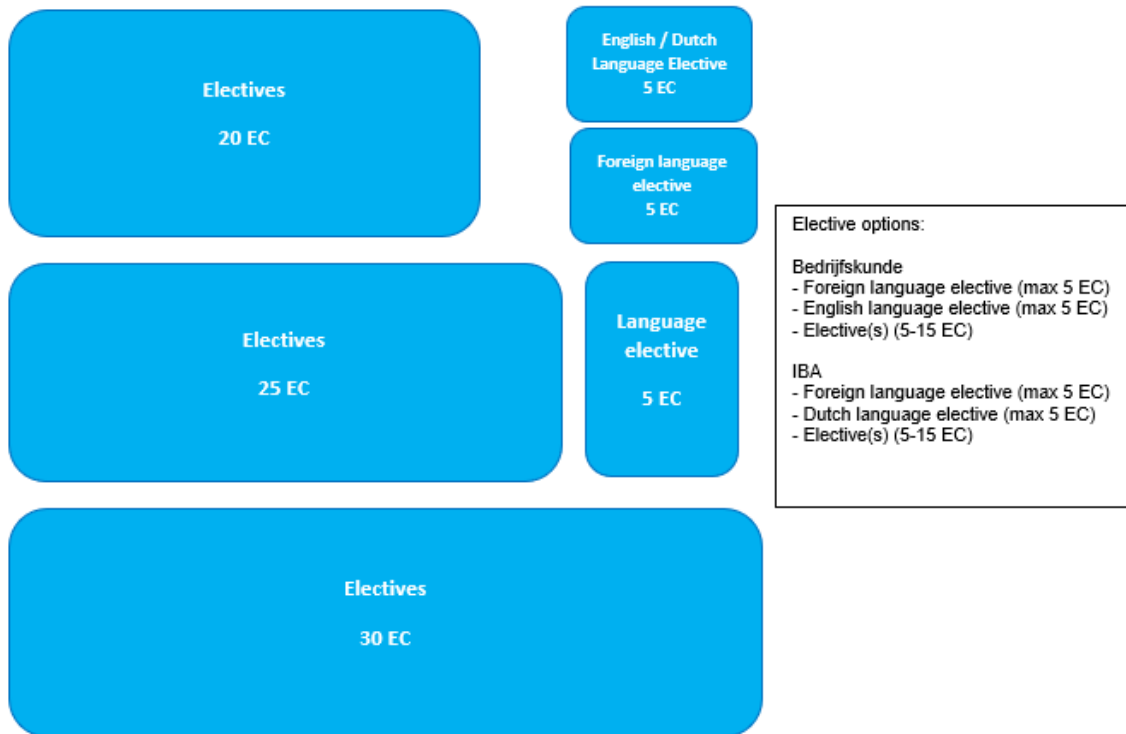 Electives
20 EC
English / Dutch
Language Elective
5 EC
Foreign language
elective
5 EC
Electives
25 EC
Language
elective
5 EC
Electives
30 EC
Elective options:
Bedrijfskunde
- Foreign language elective (max 5 EC)
- English language elective (max 5 EC)
- Elective(s) (5-15 EC)
IBA
- Foreign language elective (max 5 EC)
- Dutch language elective (max 5 EC)
- Elective(s) (5-15 EC)